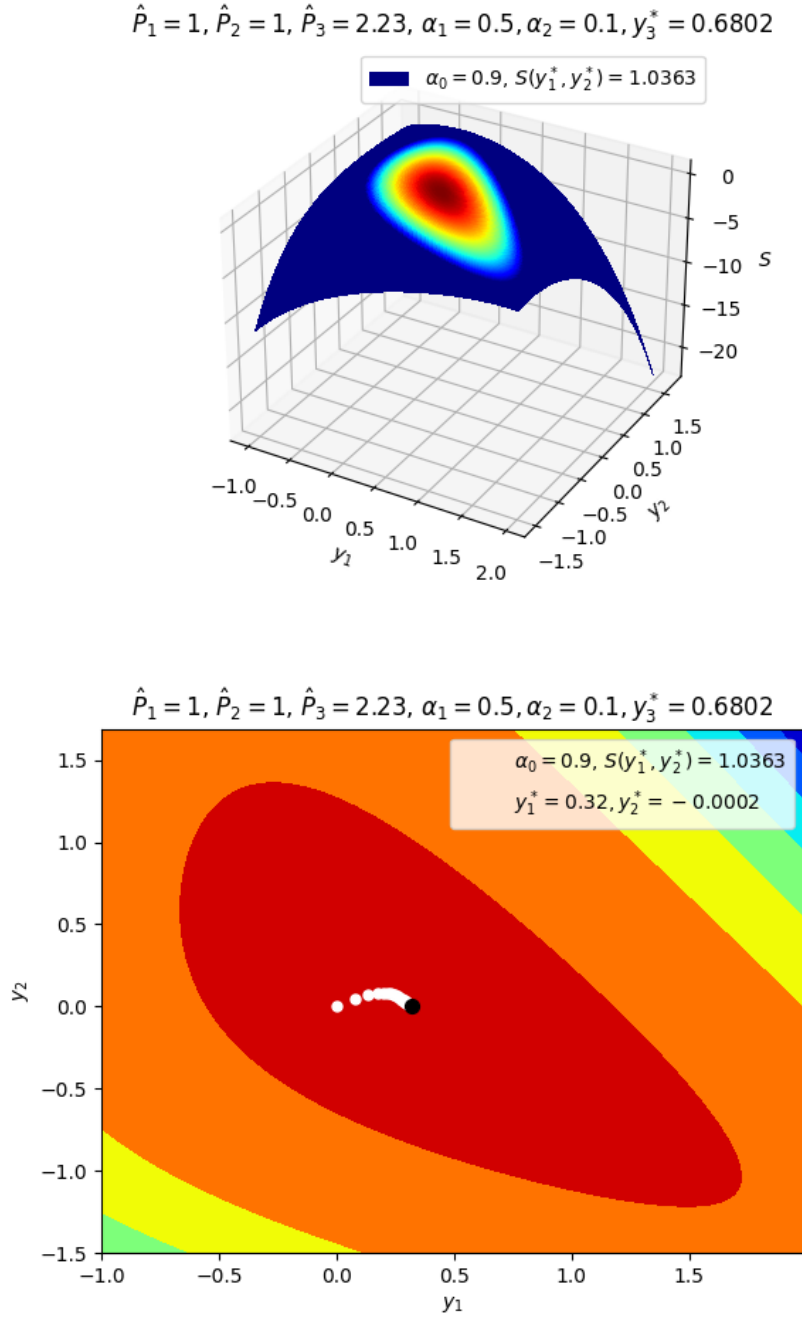 P̂₁ = 1, P̂₂ = 1, P̂₃ = 2.23, α₁ = 0.5, α₂ = 0.1, y₃* = 0.6802
α₀ = 0.9, S(y₁*, y₂*) = 1.0363
0
−5
S
−10
−15
−20
1.5
1.0
0.5
0.0
−0.5
−1.0
−1.5
y₂
−1.0
−0.5
0.0
0.5
1.0
1.5
2.0
y₁
P̂₁ = 1, P̂₂ = 1, P̂₃ = 2.23, α₁ = 0.5, α₂ = 0.1, y₃* = 0.6802
α₀ = 0.9, S(y₁*, y₂*) = 1.0363
y₁* = 0.32, y₂* = −0.0002
1.5
1.0
0.5
0.0
−0.5
−1.0
−1.5
y₂
−1.0 −0.5 0.0 0.5 1.0 1.5
y₁